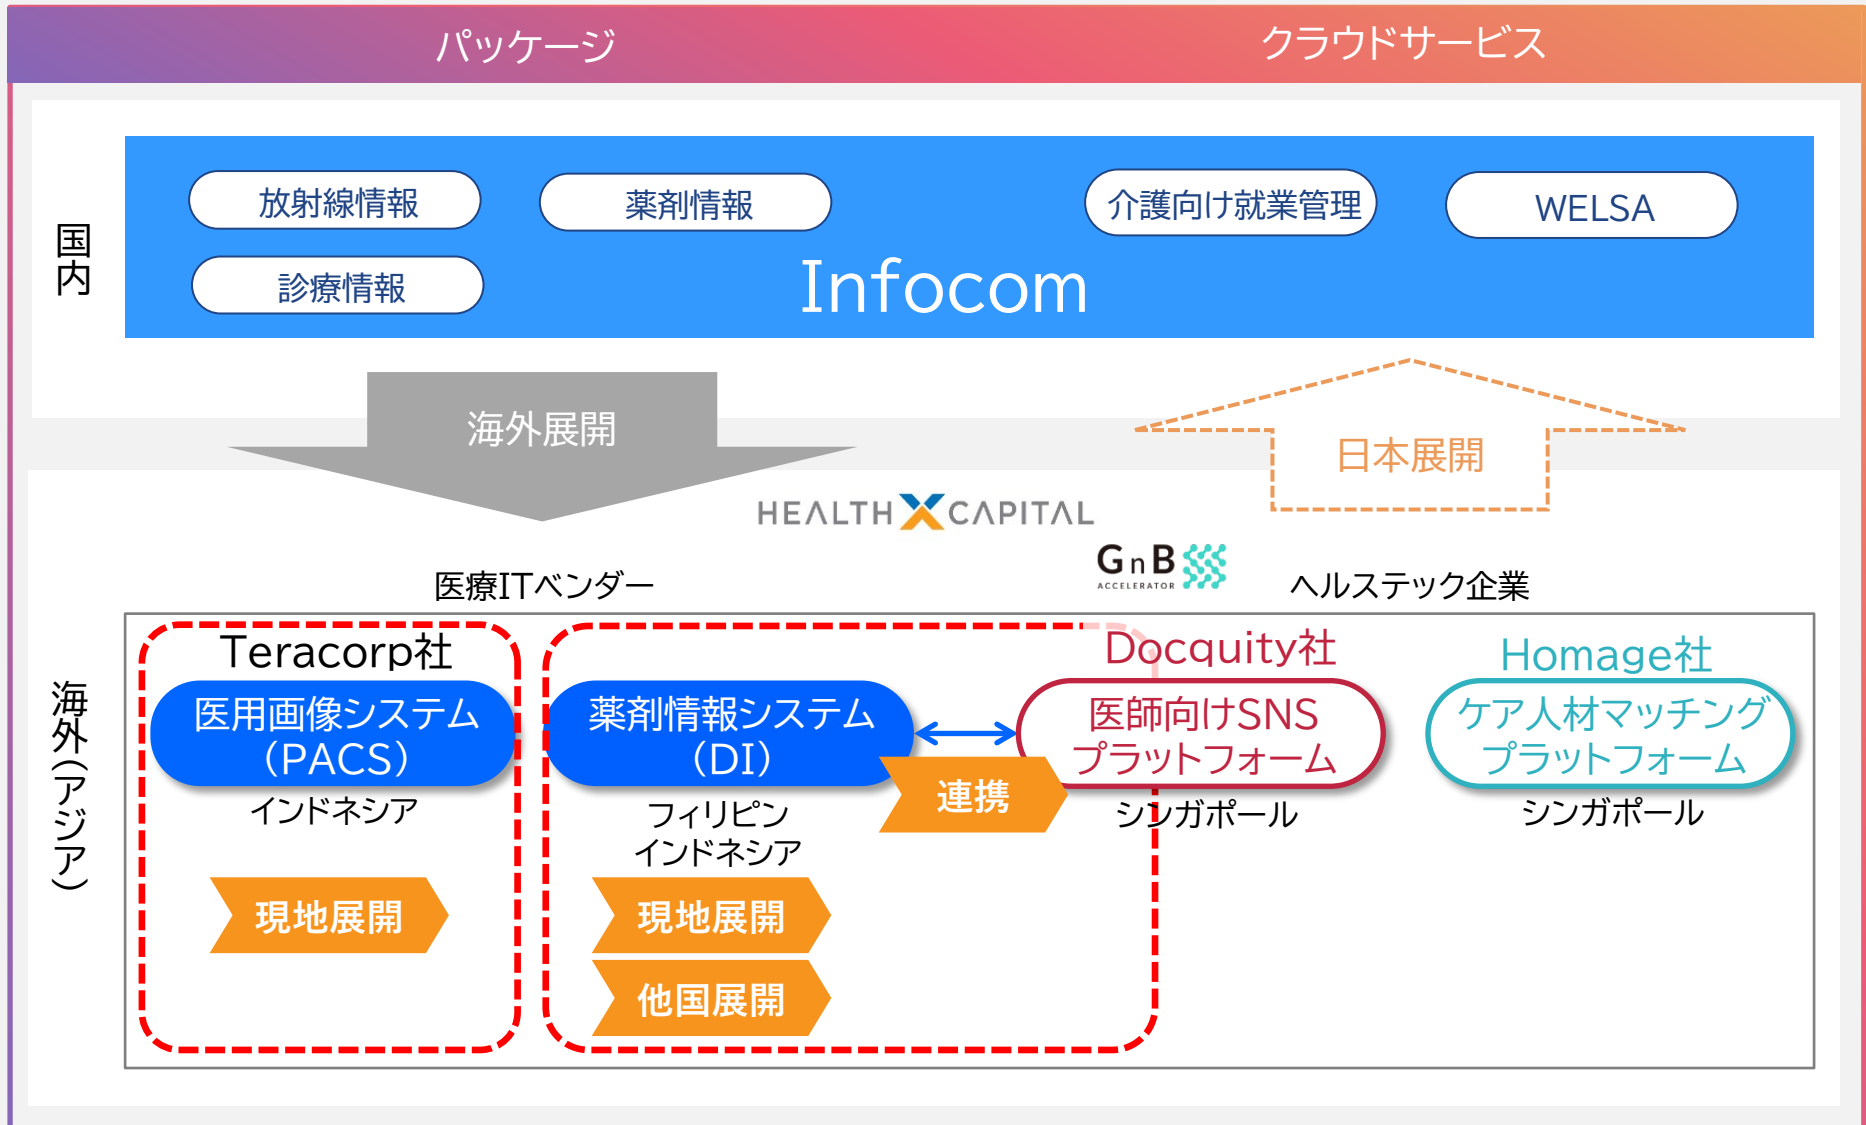 パッケージ
クラウドサービス
国内
放射線情報
薬剤情報
介護向け就業管理
WELSA
診療情報
Infocom
海外展開
日本展開
HEALTH X CAPITAL
GnB
ACCELERATOR
医療ITベンダー
ヘルステック企業
海外(アジア)
Teracorp社
医用画像システム
(PACS)
インドネシア
現地展開
薬剤情報システム
(DI)
フィリピン
インドネシア
現地展開
他国展開
連携
Docquity社
医師向けSNS
プラットフォーム
シンガポール
Homage社
ケア人材マッチング
プラットフォーム
シンガポール